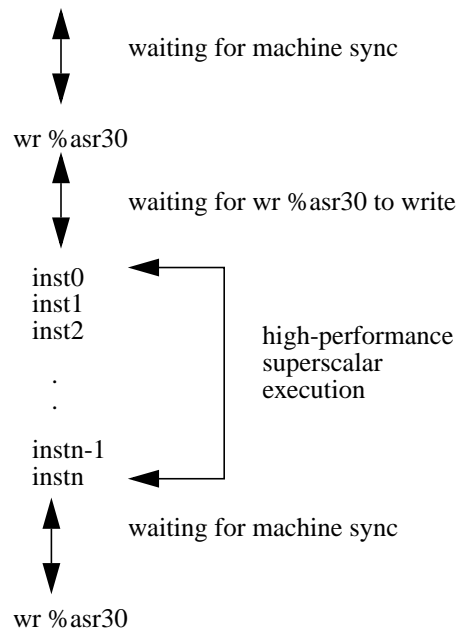 waiting for machine sync
wr %asr30
waiting for wr %asr30 to write
inst0
inst1
inst2
.
.
high-performance
superscalar
execution
instn-1
instn
waiting for machine sync
wr %asr30